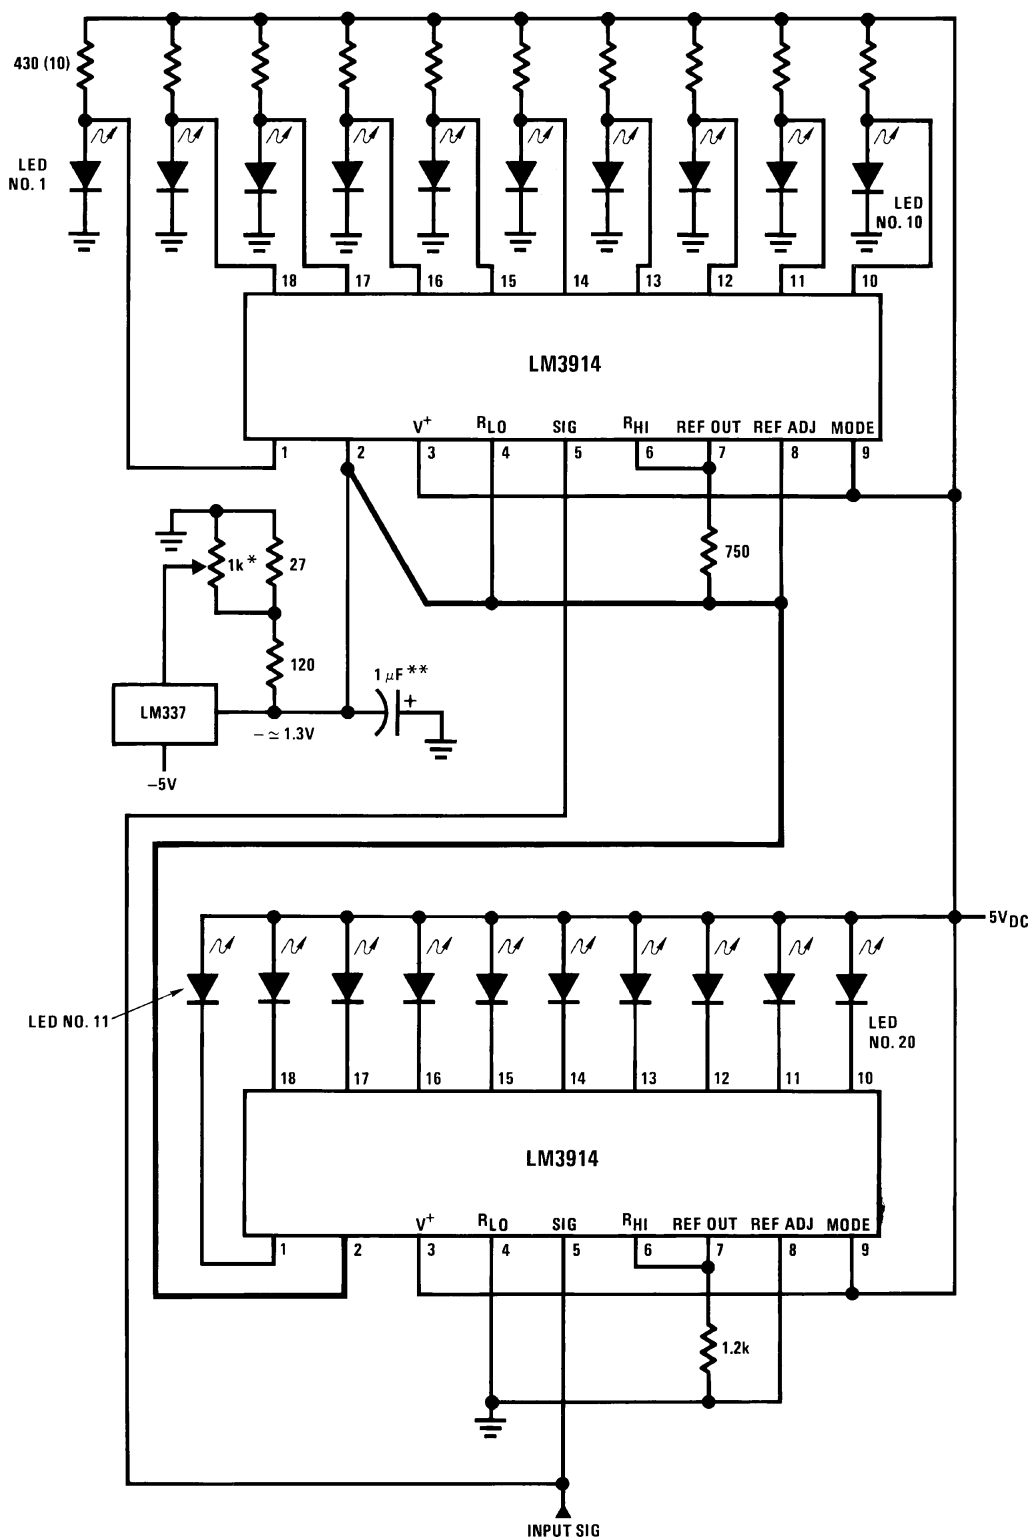 430 (10)
LED
NO. 1
LED
NO. 10
18 17 16 15 14 13 12 11 10
LM3914
V+ RLO SIG RHI REF OUT REF ADJ MODE
1 2 3 4 5 6 7 8 9
1k* 27
750
120
1 µF**
+
LM337
– ≃ 1.3V
–5V
5VDC
LED NO. 11
LED
NO. 20
18 17 16 15 14 13 12 11 10
LM3914
V+ RLO SIG RHI REF OUT REF ADJ MODE
1 2 3 4 5 6 7 8 9
1.2k
INPUT SIG